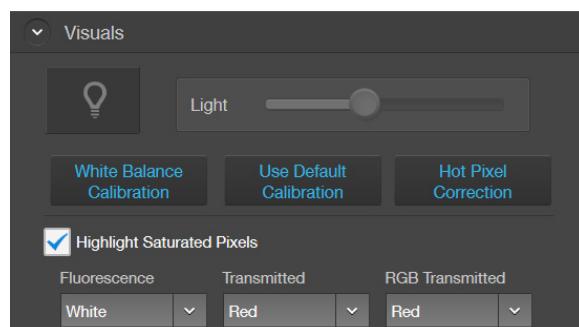 Visuals
Light
White Balance
Calibration
Use Default
Calibration
Hot Pixel
Correction
Highlight Saturated Pixels
Fluorescence
Transmitted
RGB Transmitted
White
Red
Red